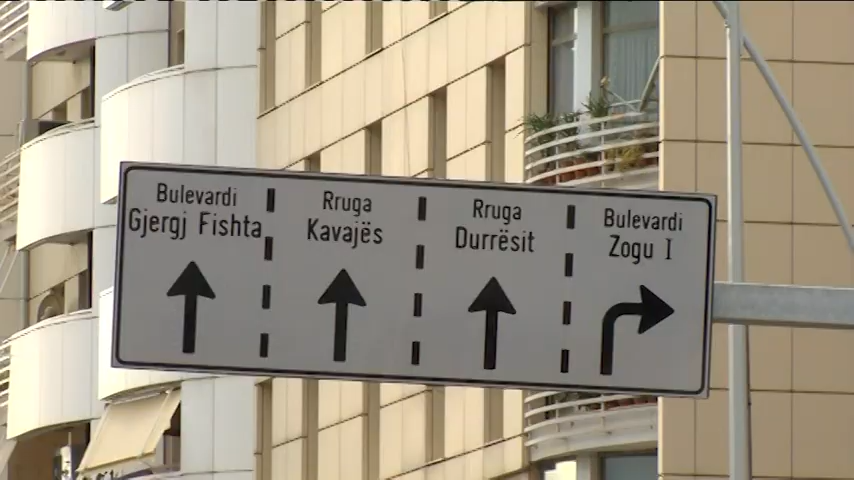 Bulevardi
Gjergj Fishta
Rruga
Kavajës
Rruga
Durrësit
Bulevardi
Zogu I